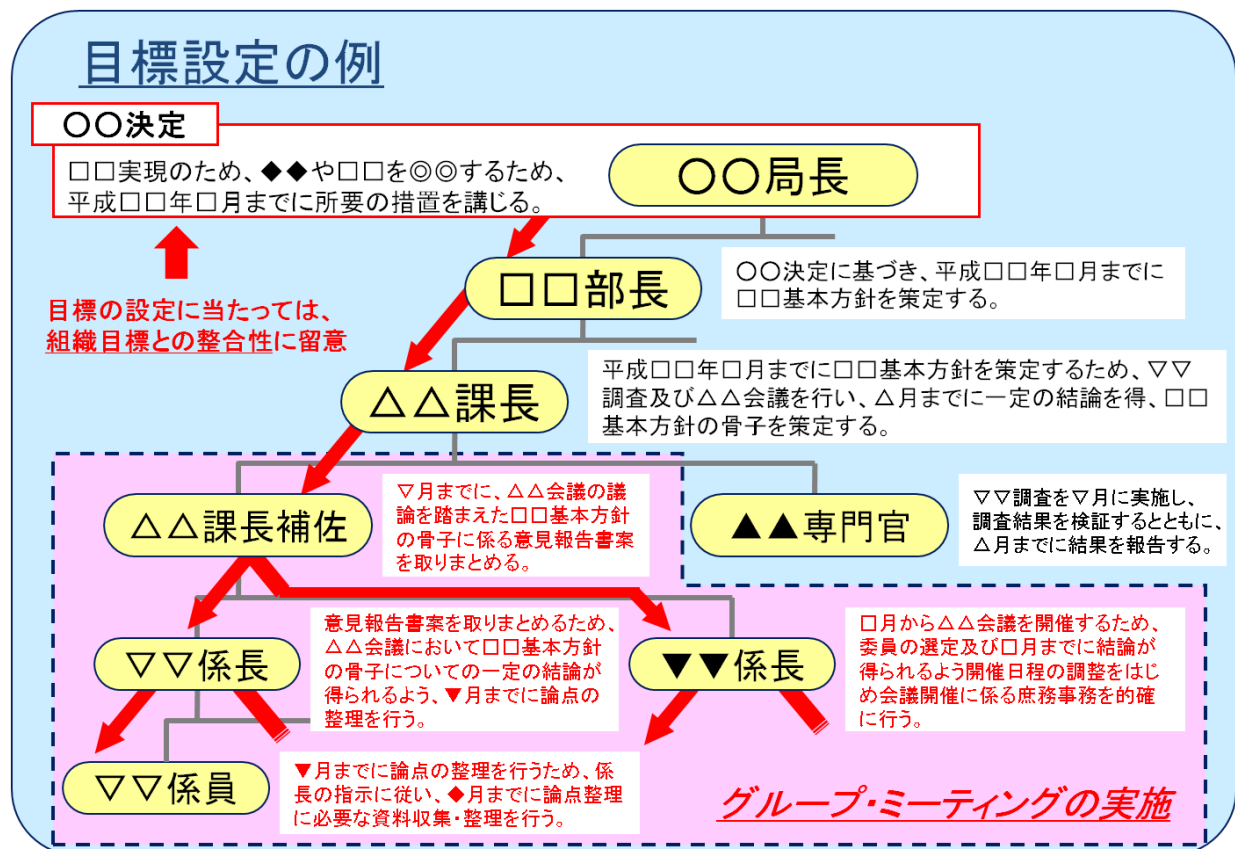 目標設定の例
〇〇決定
□□実現のため、◆◆や□□を◎◎するため、
平成□□年□月までに所要の措置を講じる。
〇〇局長
目標の設定に当たっては、
組織目標との整合性に留意
□□部長
〇〇決定に基づき、平成□□年□月までに
□□基本方針を策定する。
△△課長
平成□□年□月までに□□基本方針を策定するため、▽▽
調査及び△△会議を行い、△月までに一定の結論を得、□□
基本方針の骨子を策定する。
△△課長補佐
▽月までに、△△会議の議
論を踏まえた□□基本方針
の骨子に係る意見報告書案
を取りまとめる。
▲▲専門官
▽▽調査を▽月に実施し、
調査結果を検証するとともに、
△月までに結果を報告する。
▽▽係長
意見報告書案を取りまとめるため、
△△会議において□□基本方針
の骨子についての一定の結論が
得られるよう、▼月までに論点の
整理を行う。
▼▼係長
□月から△△会議を開催するため、
委員の選定及び□月までに結論が
得られるよう開催日程の調整をはじ
め会議開催に係る庶務事務を的確
に行う。
▽▽係員
▼月までに論点の整理を行うため、係
長の指示に従い、◆月までに論点整理
に必要な資料収集・整理を行う。
グループ・ミーティングの実施